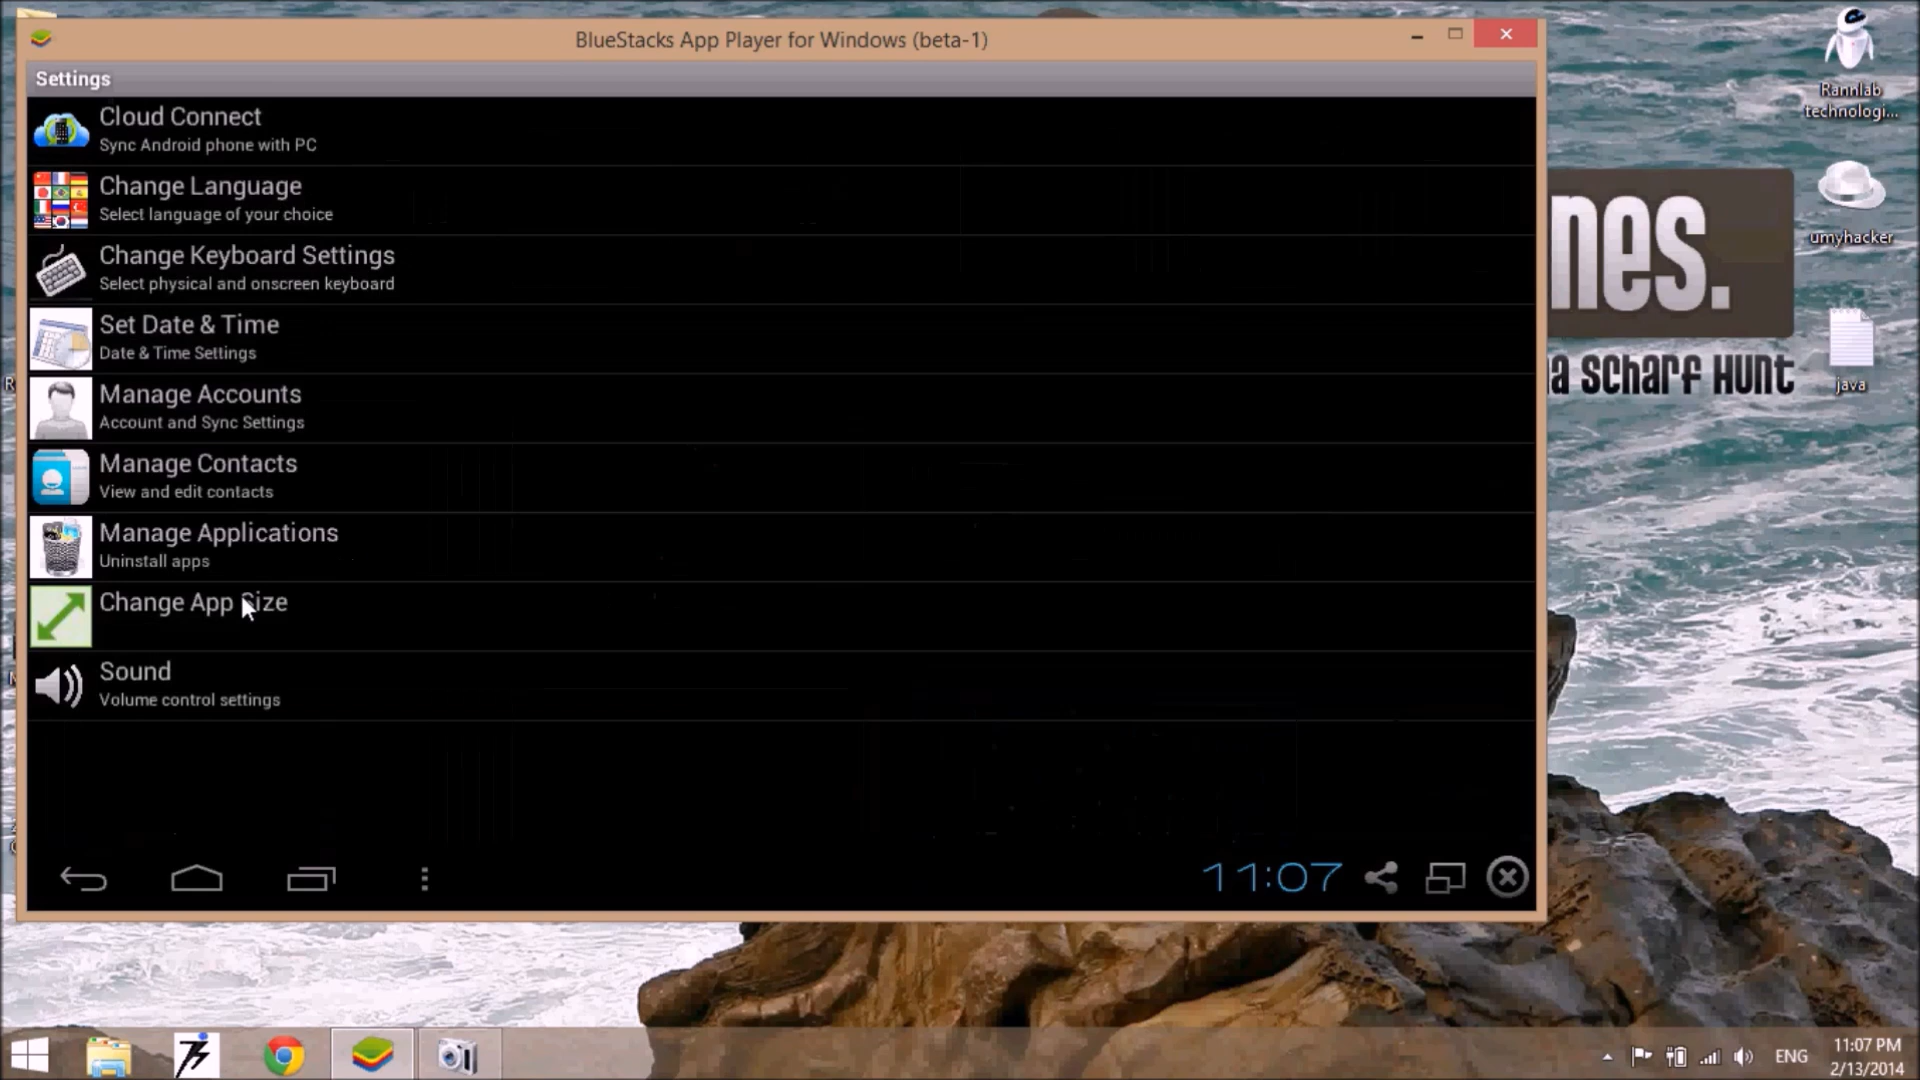 BlueStacks App Player for Windows (beta-1)
Settings
Cloud Connect
Sync Android phone with PC
Change Language
Select language of your choice
Change Keyboard Settings
Select physical and onscreen keyboard
Set Date & Time
Date & Time Settings
Manage Accounts
Account and Sync Settings
Manage Contacts
View and edit contacts
Manage Applications
Uninstall apps
Change App Size
Sound
Volume control settings
11:07
Rannlab
technologi...
umyhacker
java
nes.
a SCHARF HUNT
ENG
11:07 PM
2/13/2014